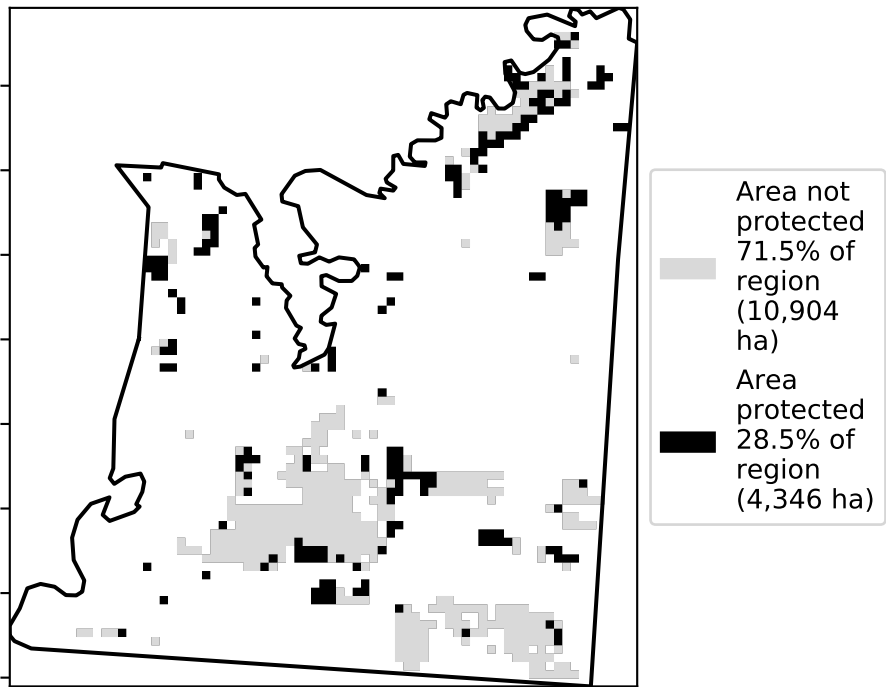 Area not
protected
71.5% of
region
(10,904
ha)
Area
protected
28.5% of
region
(4,346 ha)